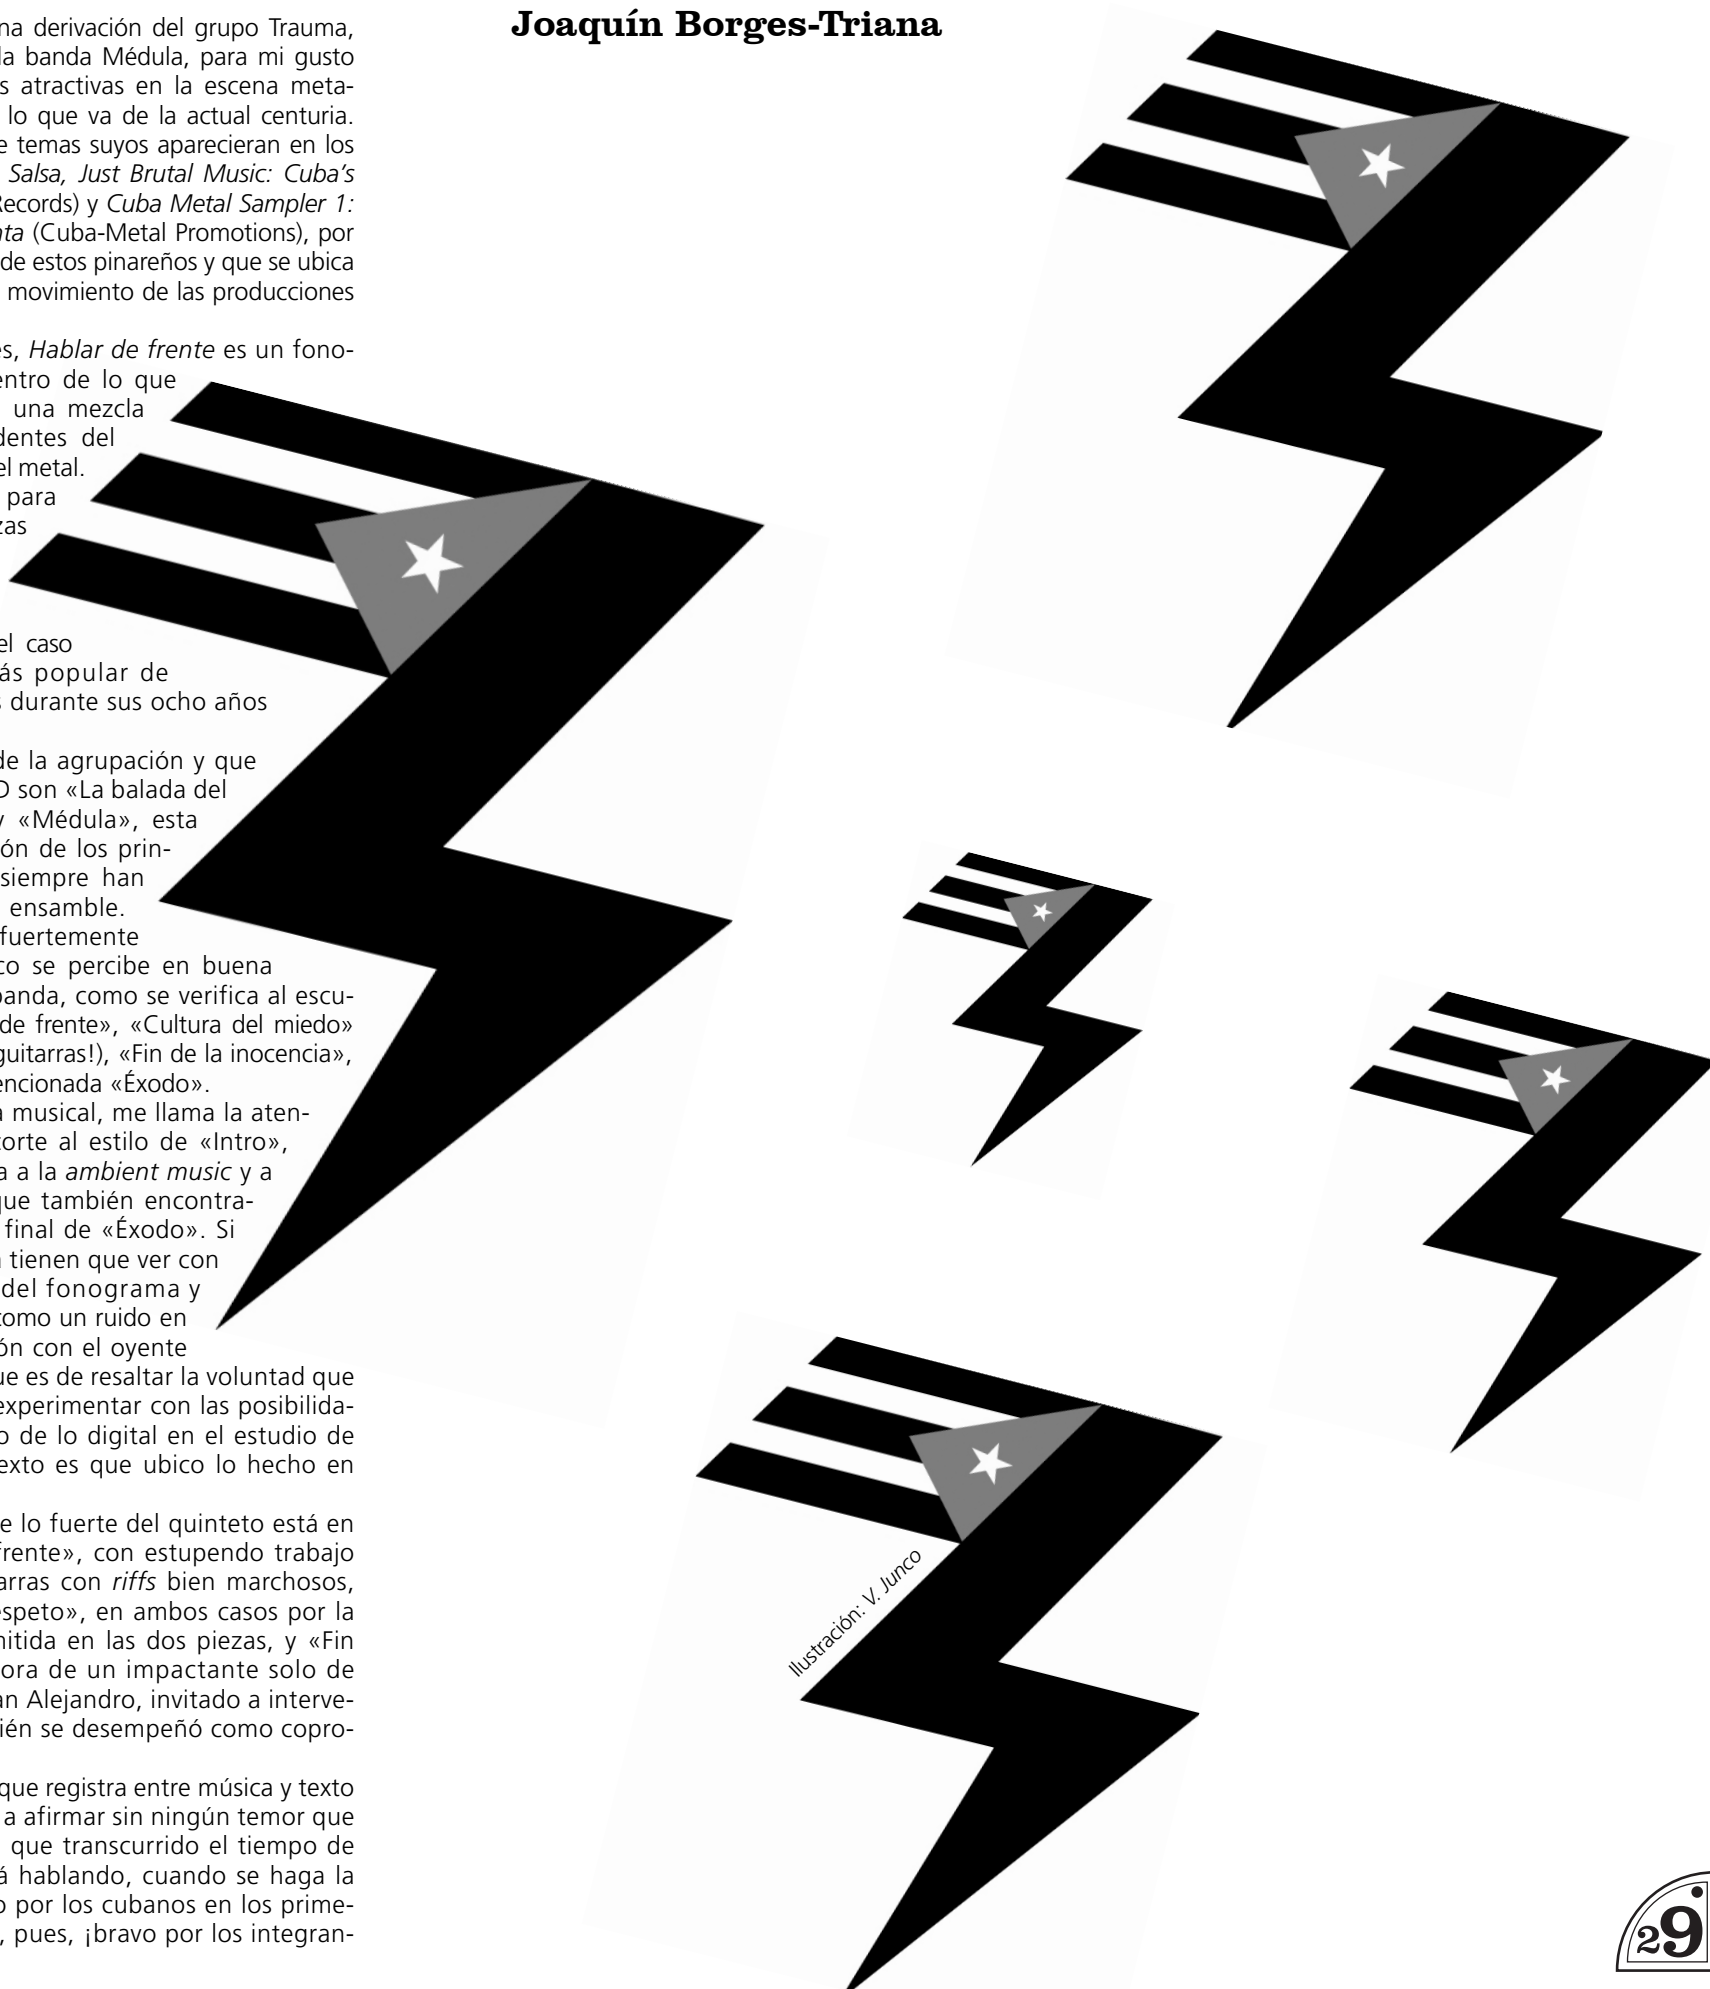 Joaquín Borges-Triana
na derivación del grupo Trauma,
la banda Médula, para mi gusto
s atractivas en la escena meta-
lo que va de la actual centuria.
e temas suyos aparecieran en los
Salsa, Just Brutal Music: Cuba's
Records) y Cuba Metal Sampler 1:
nta (Cuba-Metal Promotions), por
de estos pinareños y que se ubica
movimiento de las producciones
es, Hablar de frente es un fono-
entro de lo que
una mezcla
dentes del
el metal.
para
zas
el caso
ás popular de
s durante sus ocho años
de la agrupación y que
D son «La balada del
y «Médula», esta
ón de los prin-
siempre han
ensamble.
fuertemente
co se percibe en buena
banda, como se verifica al escu-
de frente», «Cultura del miedo»
guitarras!), «Fin de la inocencia»,
encionada «Éxodo».
a musical, me llama la aten-
corte al estilo de «Intro»,
a a la ambient music y a
que también encontra-
final de «Éxodo». Si
n tienen que ver con
del fonograma y
como un ruido en
ón con el oyente
ue es de resaltar la voluntad que
experimentar con las posibilida-
o de lo digital en el estudio de
exto es que ubico lo hecho en
e lo fuerte del quinteto está en
frente», con estupendo trabajo
arras con riffs bien marchosos,
espeto», en ambos casos por la
mitida en las dos piezas, y «Fin
ora de un impactante solo de
an Alejandro, invitado a interve-
bién se desempeñó como copro-
que registra entre música y texto
a afirmar sin ningún temor que
que transcurrido el tiempo de
á hablando, cuando se haga la
o por los cubanos en los prime-
, pues, ¡bravo por los integran-
Ilustración: V. Junco
29